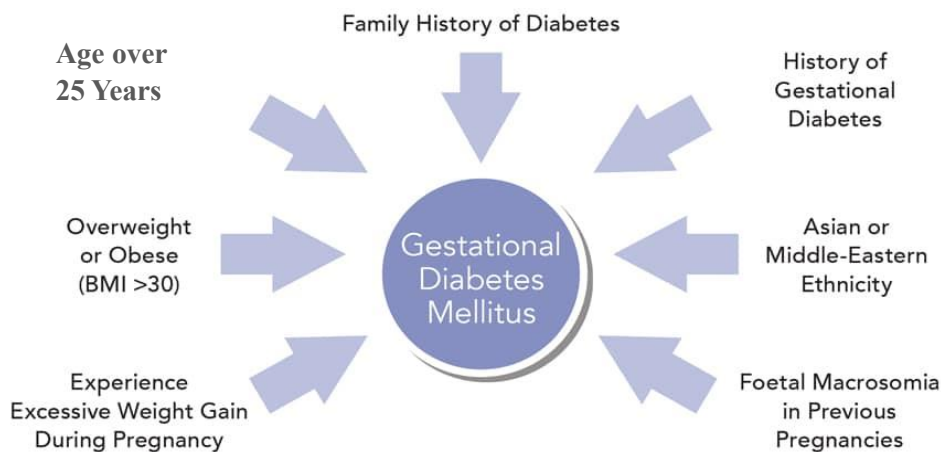 Family History of Diabetes
Age over
25 Years
History of
Gestational
Diabetes
Overweight
or Obese
(BMI >30)
Gestational
Diabetes
Mellitus
Asian or
Middle-Eastern
Ethnicity
Experience
Excessive Weight Gain
During Pregnancy
Foetal Macrosomia
in Previous
Pregnancies